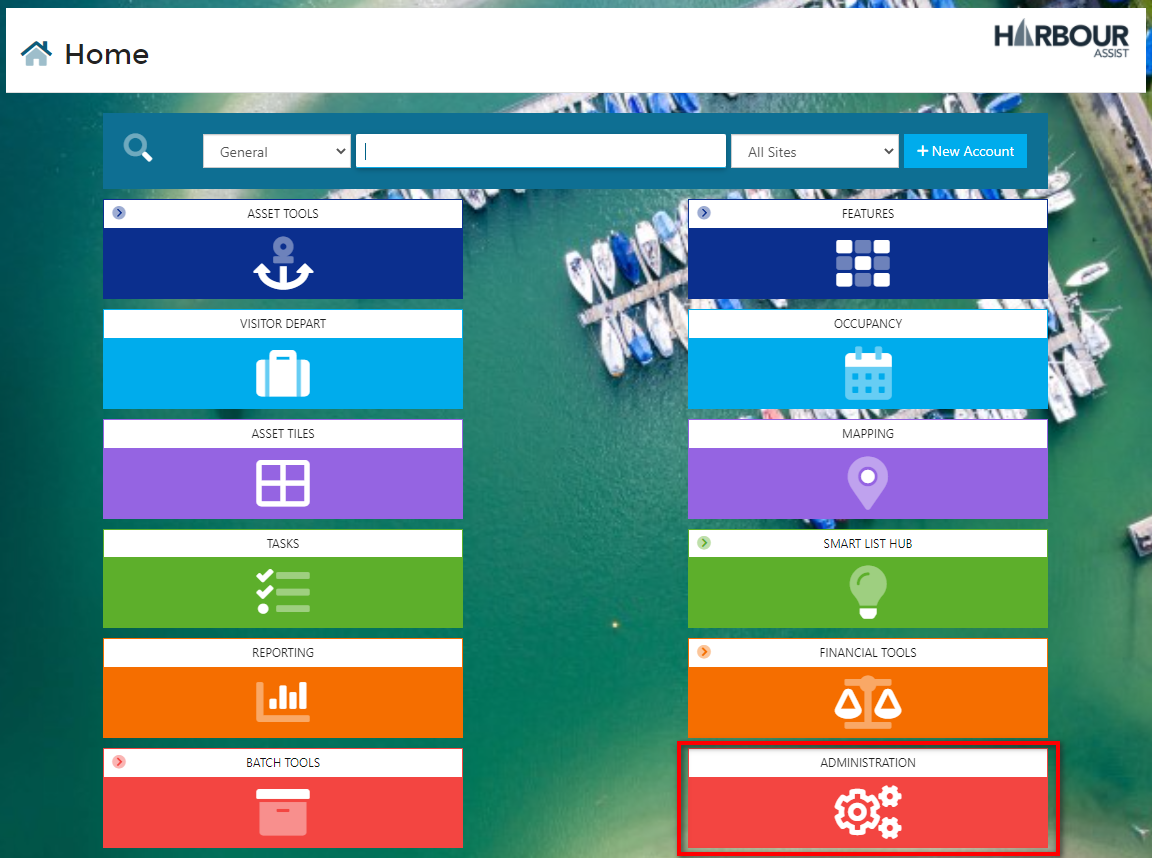 Home
HARBOUR
ASSIST
General
All Sites
New Account
ASSET TOOLS
FEATURES
VISITOR DEPART
OCCUPANCY
ASSET TILES
MAPPING
TASKS
SMART LIST HUB
REPORTING
FINANCIAL TOOLS
BATCH TOOLS
ADMINISTRATION